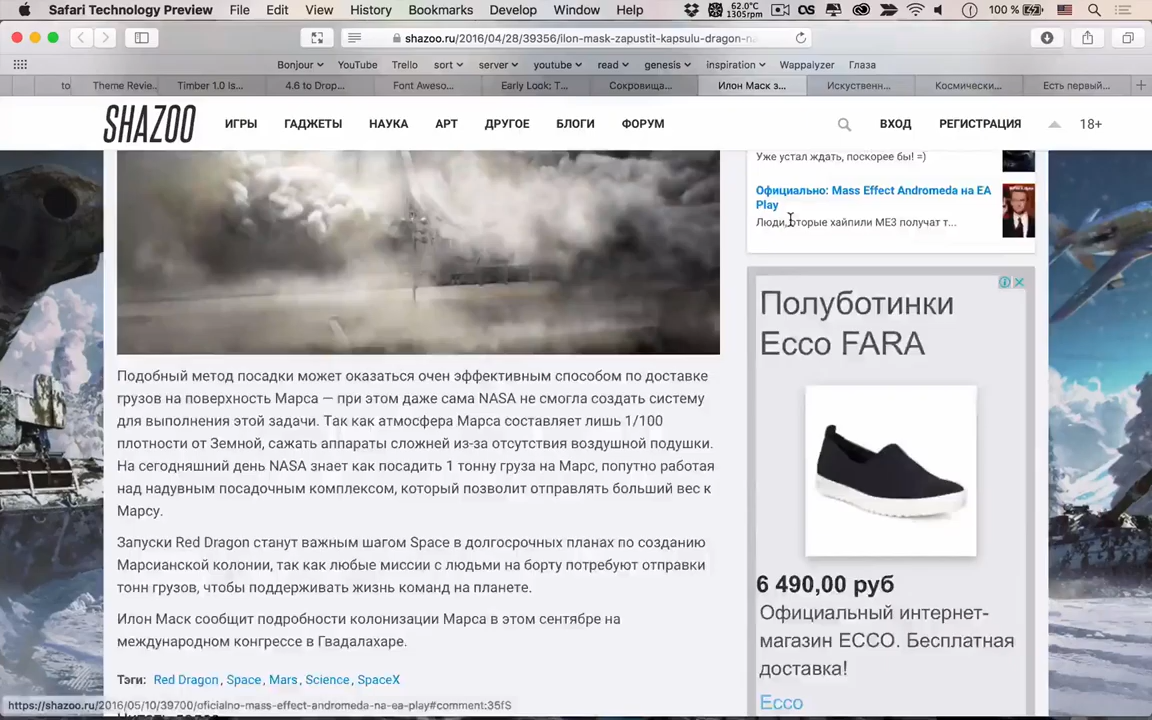 Safari Technology Preview File Edit View History Bookmarks Develop Window Help
62.0°C
1305rpm
100 %
shazoo.ru/2016/04/28/39356/ilon-mask-zapustit-kapsulu-dragon-na
Bonjour YouTube Trello sort server youtube read genesis inspiration Wappalyzer Глаза
to Theme Revie... Timber 1.0 Is... 4.6 to Drop... Font Aweso... Early Look: T... Сокровища... Илон Маск з... Искуственн... Космически... Есть первый...
SHAZOO ИГРЫ ГАДЖЕТЫ НАУКА АРТ ДРУГОЕ БЛОГИ ФОРУМ ВХОД РЕГИСТРАЦИЯ 18+
Уже устал ждать, поскорее бы! =)
Официально: Mass Effect Andromeda на EA
Play
Люди, которые хайпили ME3 получат т...
Полуботинки
Ecco FARA
6 490,00 руб
Официальный интернет-
магазин ECCO. Бесплатная
доставка!
Ecco
Подобный метод посадки может оказаться очен эффективным способом по доставке
грузов на поверхность Марса — при этом даже сама NASA не смогла создать систему
для выполнения этой задачи. Так как атмосфера Марса составляет лишь 1/100
плотности от Земной, сажать аппараты сложней из-за отсутствия воздушной подушки.
На сегодняшний день NASA знает как посадить 1 тонну груза на Марс, попутно работая
над надувным посадочным комплексом, который позволит отправлять больший вес к
Марсу.
Запуски Red Dragon станут важным шагом Space в долгосрочных планах по созданию
Марсианской колонии, так как любые миссии с людьми на борту потребуют отправки
тонн грузов, чтобы поддерживать жизнь команд на планете.
Илон Маск сообщит подробности колонизации Марса в этом сентябре на
международном конгрессе в Гвадалахаре.
Тэги: Red Dragon, Space, Mars, Science, SpaceX
https://shazoo.ru/2016/05/10/39700/oficialno-mass-effect-andromeda-na-ea-play#comment:35fS